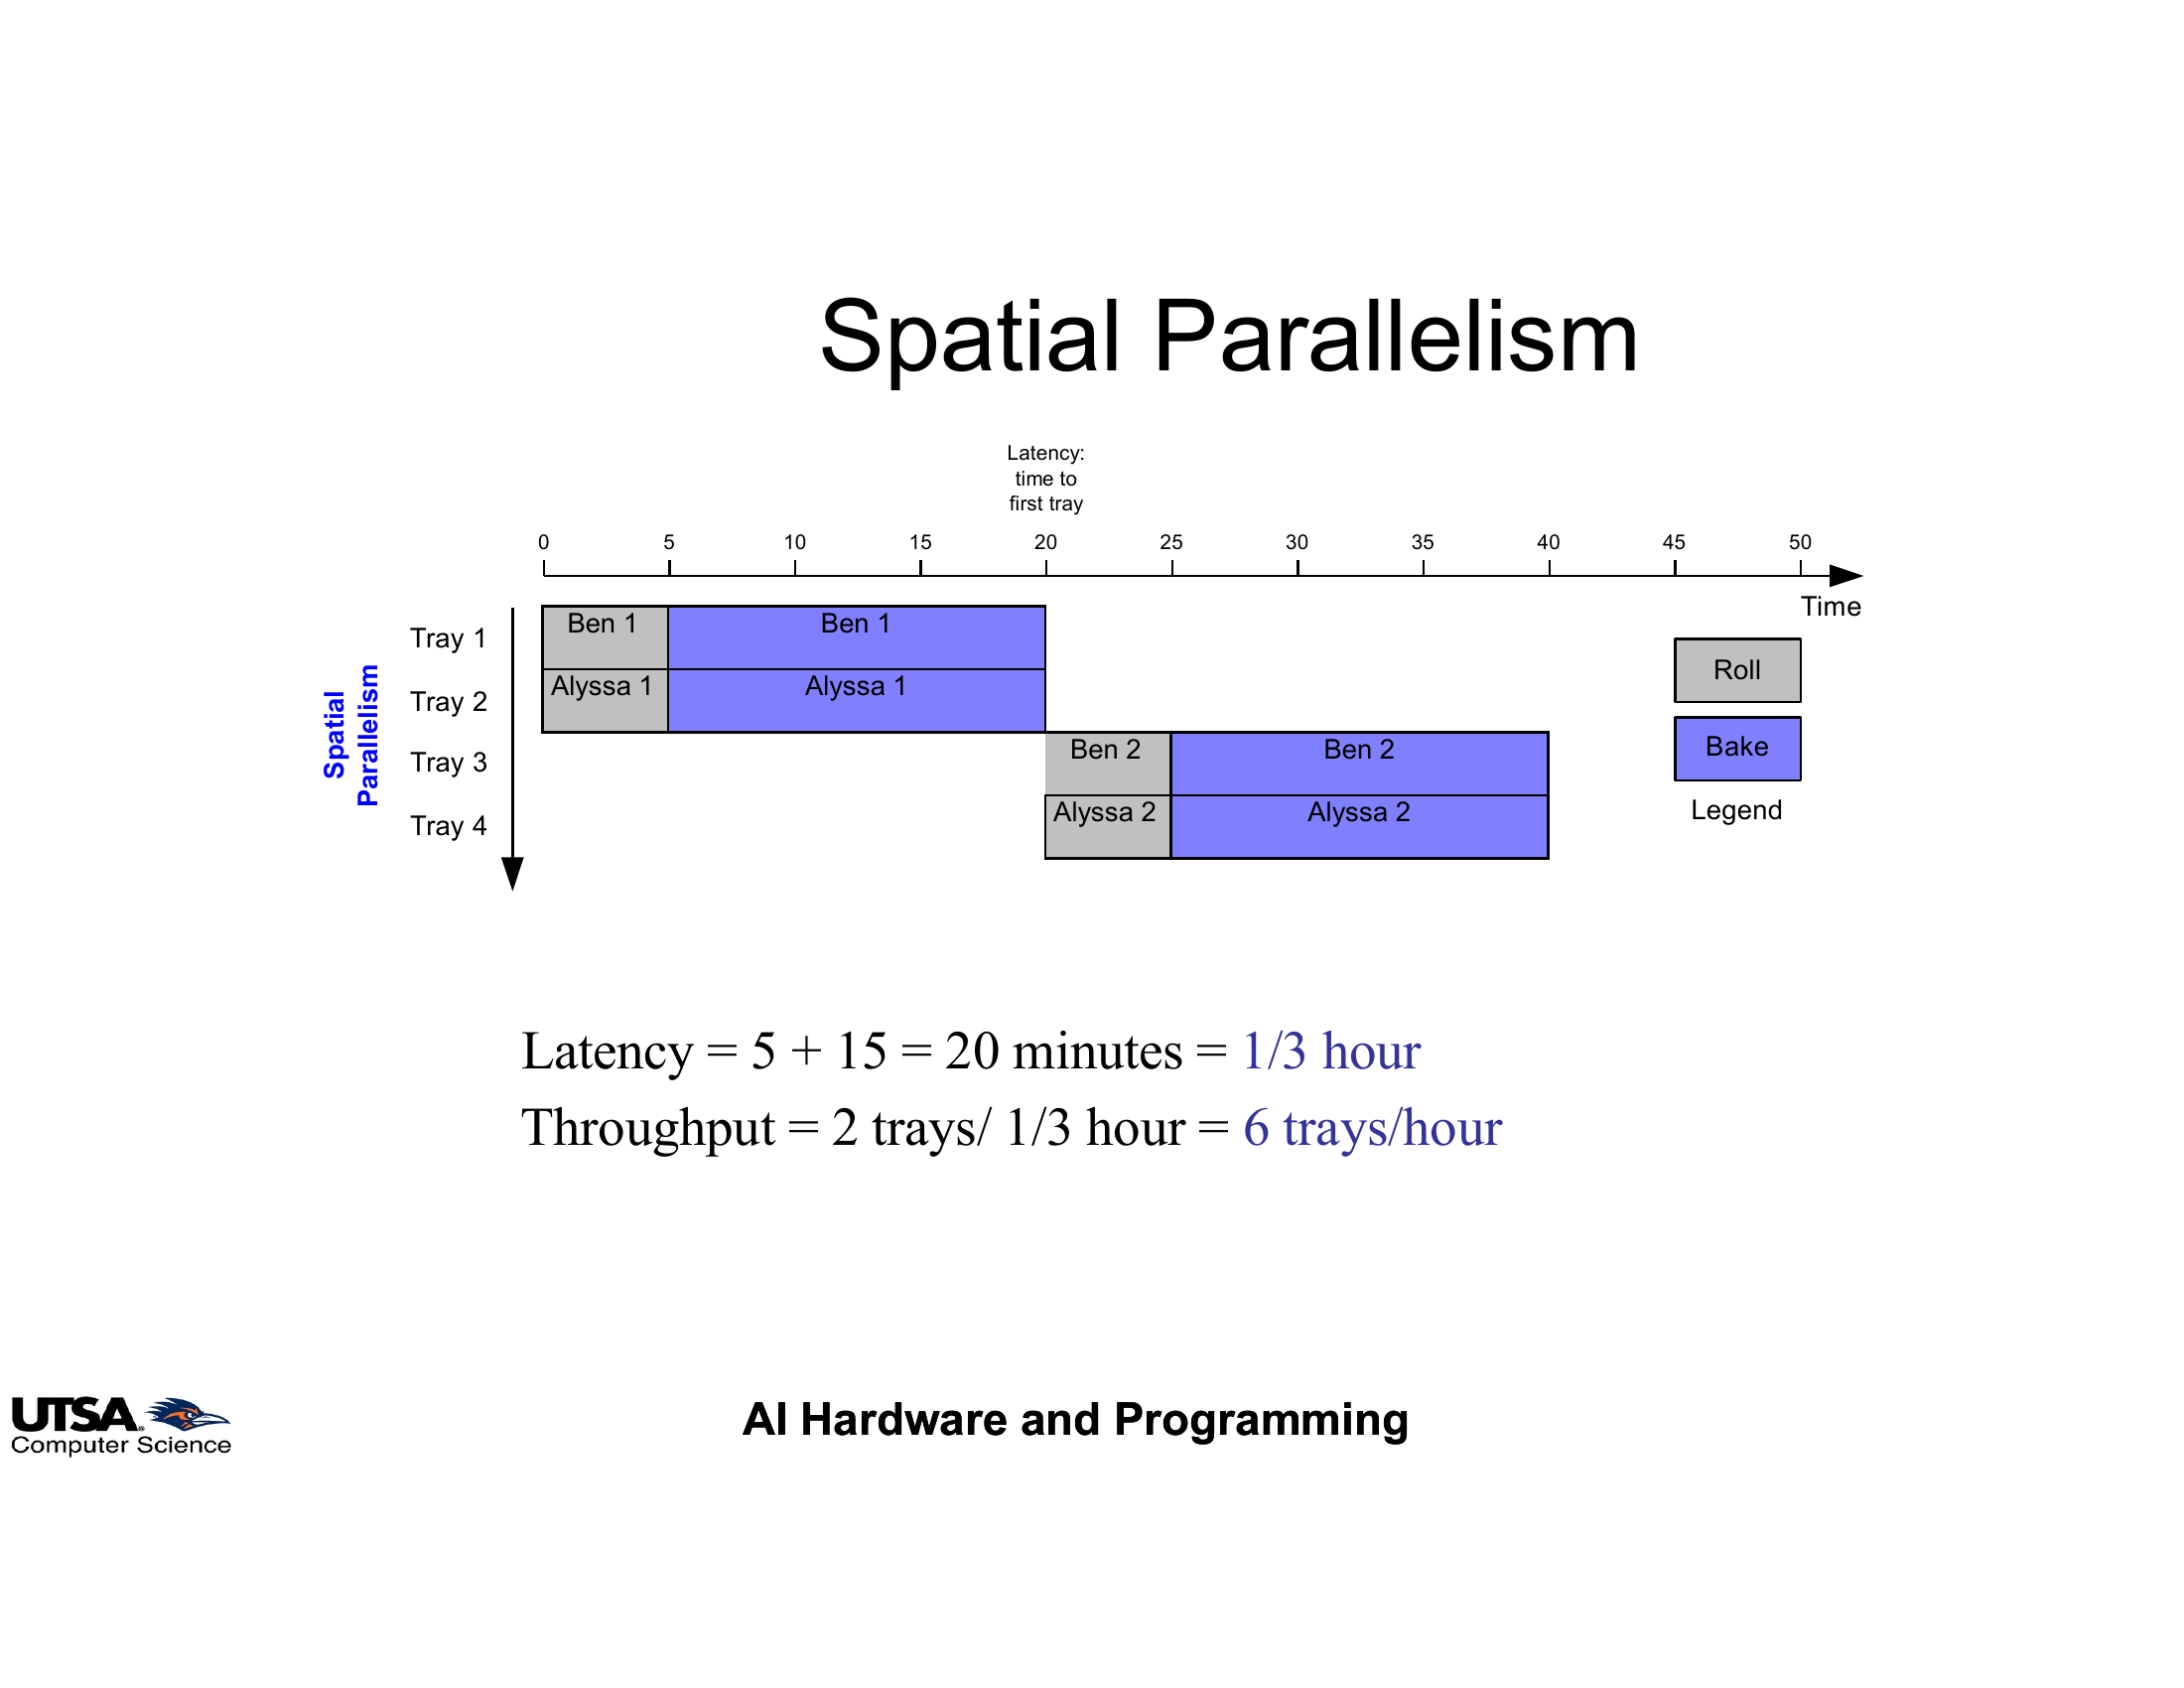 Spatial Parallelism
Latency:
time to
first tray
0 5 10 15 20 25 30 35 40 45 50
Time
Spatial
Parallelism
Tray 1
Ben 1 Ben 1
Tray 2
Alyssa 1 Alyssa 1
Tray 3
Ben 2 Ben 2
Tray 4
Alyssa 2 Alyssa 2
Roll
Bake
Legend
Latency = 5 + 15 = 20 minutes = 1/3 hour
Throughput = 2 trays/ 1/3 hour = 6 trays/hour
UTSA.
Computer Science
AI Hardware and Programming